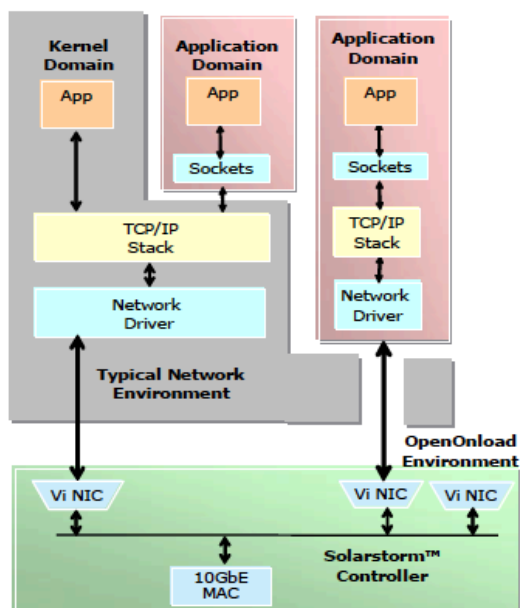 Kernel
Domain
App
Application
Domain
App
Sockets
Application
Domain
App
Sockets
TCP/IP
Stack
TCP/IP
Stack
Network
Driver
Network
Driver
Typical Network
Environment
OpenOnload
Environment
Vi NIC
Vi NIC
Vi NIC
Solarstorm™
Controller
10GbE
MAC